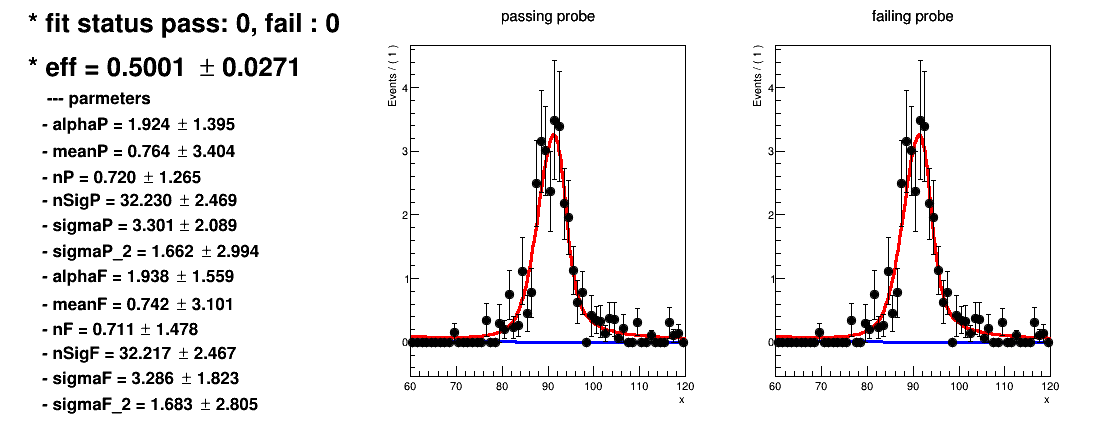 * fit status pass: 0, fail : 0
* eff = 0.5001 ± 0.0271
--- parmeters
- alphaP = 1.924 ± 1.395
- meanP = 0.764 ± 3.404
- nP = 0.720 ± 1.265
- nSigP = 32.230 ± 2.469
- sigmaP = 3.301 ± 2.089
- sigmaP_2 = 1.662 ± 2.994
- alphaF = 1.938 ± 1.559
- meanF = 0.742 ± 3.101
- nF = 0.711 ± 1.478
- nSigF = 32.217 ± 2.467
- sigmaF = 3.286 ± 1.823
- sigmaF_2 = 1.683 ± 2.805
passing probe
Events / ( 1 )
4
3
2
1
0
60 70 80 90 100 110 120
x
failing probe
Events / ( 1 )
4
3
2
1
0
60 70 80 90 100 110 120
x